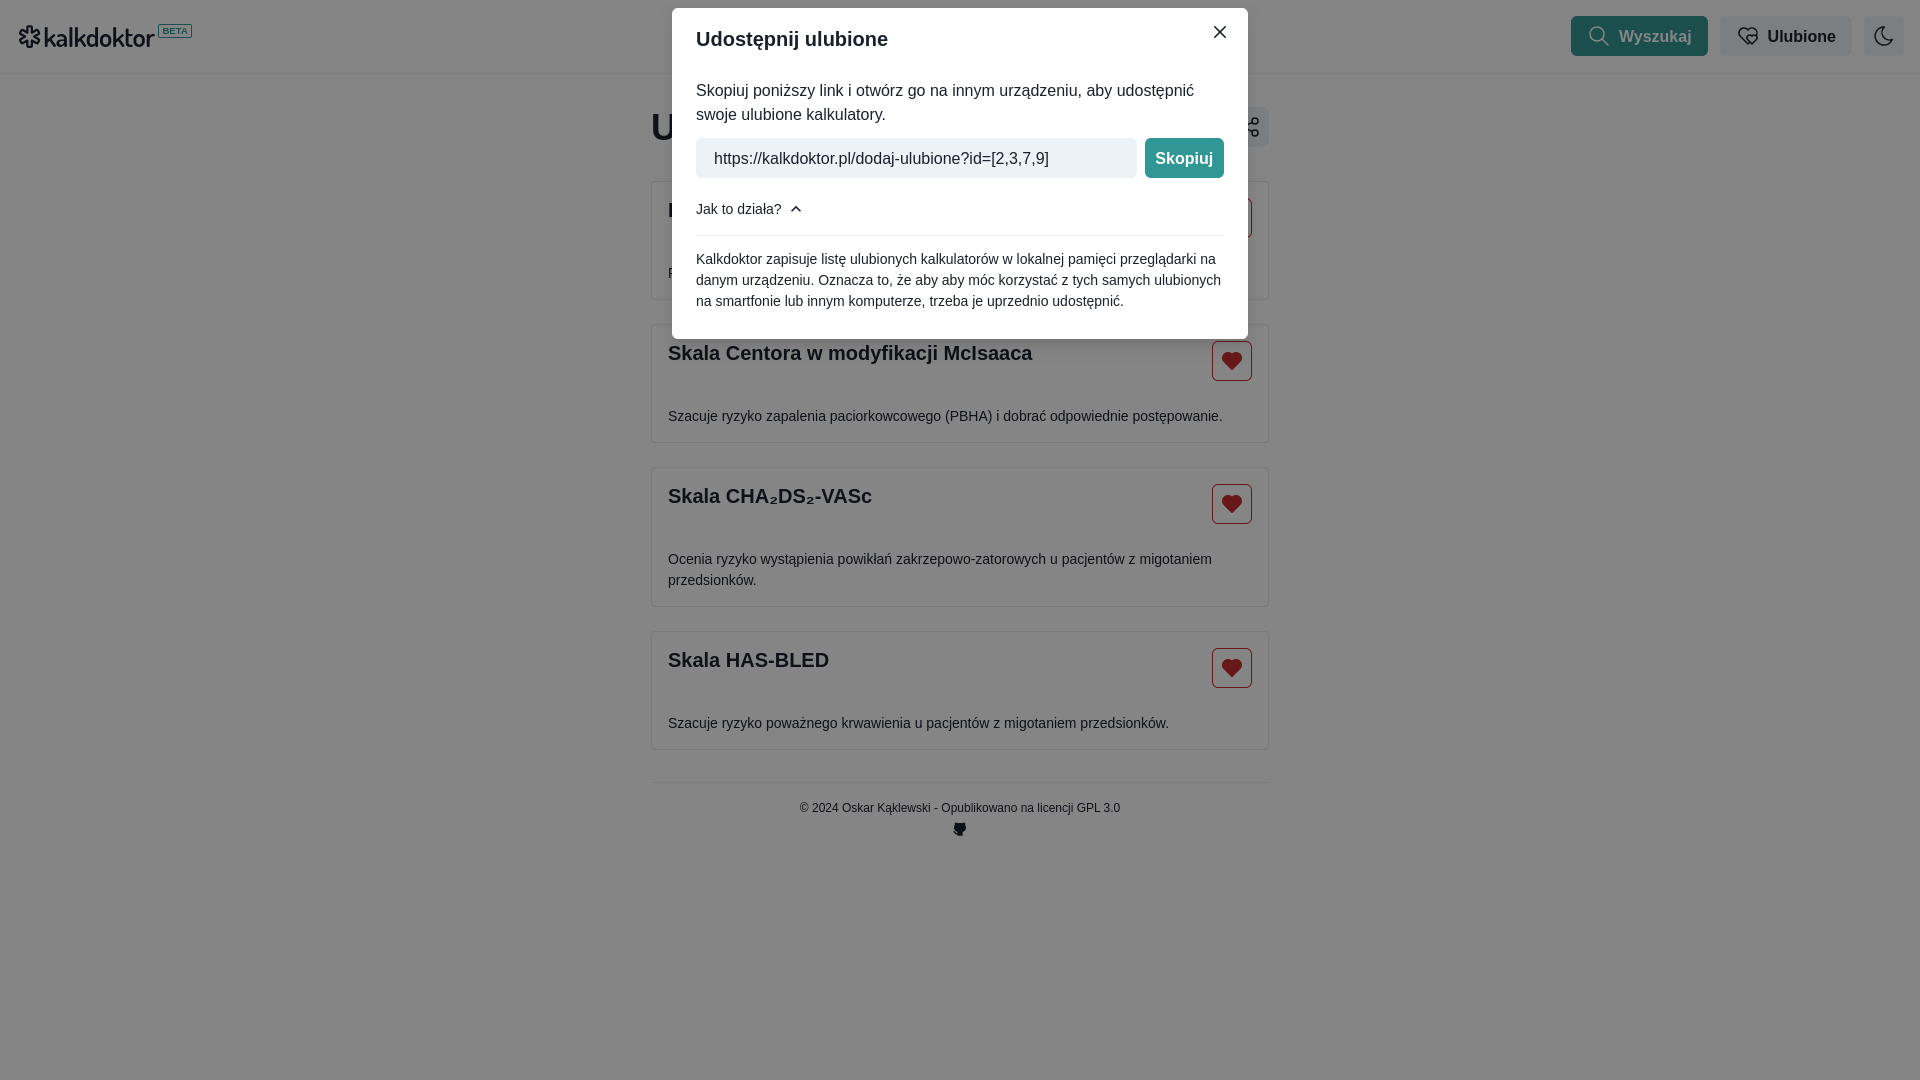 kalkdoktor BETA
Wyszukaj
Ulubione
Udostępnij ulubione
Skopiuj poniższy link i otwórz go na innym urządzeniu, aby udostępnić
swoje ulubione kalkulatory.
https://kalkdoktor.pl/dodaj-ulubione?id=[2,3,7,9]
Skopiuj
Jak to działa?
Kalkdoktor zapisuje listę ulubionych kalkulatorów w lokalnej pamięci przeglądarki na
danym urządzeniu. Oznacza to, że aby aby móc korzystać z tych samych ulubionych
na smartfonie lub innym komputerze, trzeba je uprzednio udostępnić.
Skala Centora w modyfikacji McIsaaca
Szacuje ryzyko zapalenia paciorkowcowego (PBHA) i dobrać odpowiednie postępowanie.
Skala CHA₂DS₂-VASc
Ocenia ryzyko wystąpienia powikłań zakrzepowo-zatorowych u pacjentów z migotaniem
przedsionków.
Skala HAS-BLED
Szacuje ryzyko poważnego krwawienia u pacjentów z migotaniem przedsionków.
© 2024 Oskar Kąklewski - Opublikowano na licencji GPL 3.0